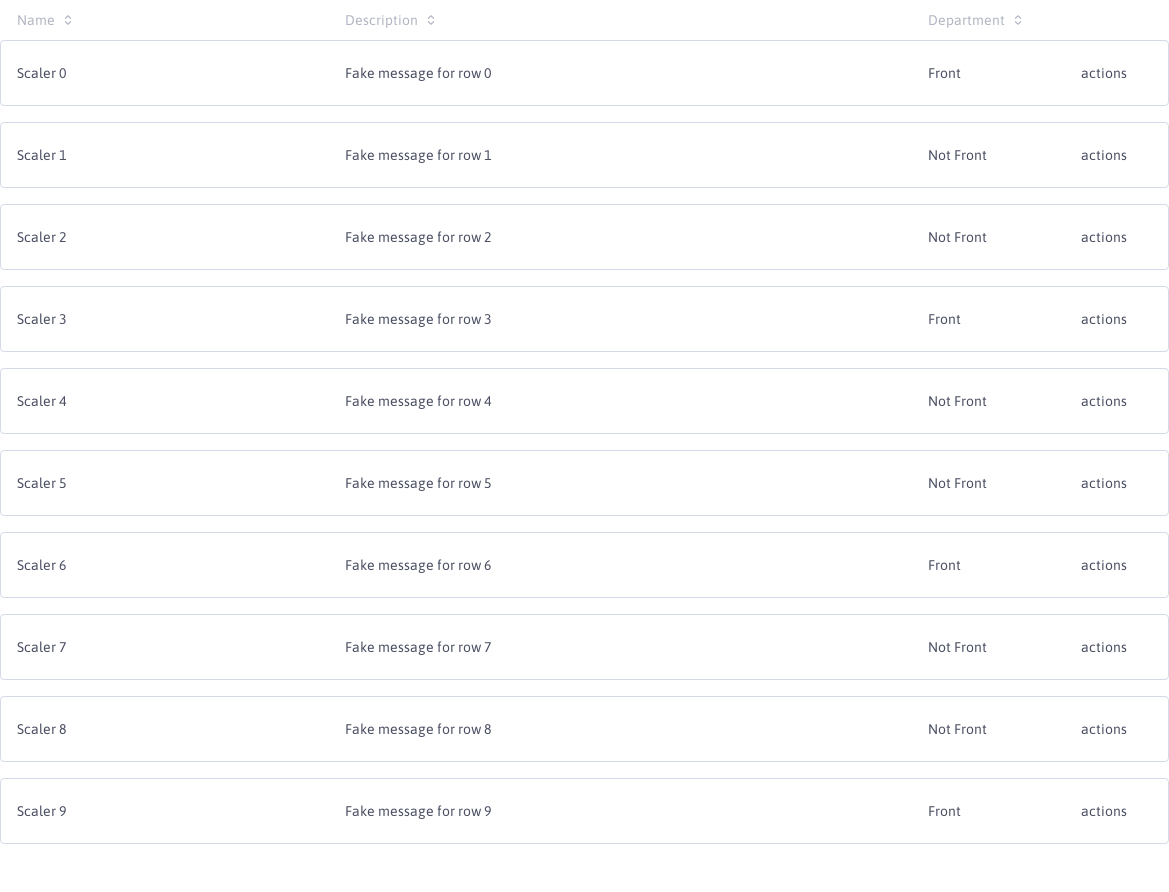 Name Description Department
Scaler 0 Fake message for row 0 Front actions
Scaler 1 Fake message for row 1 Not Front actions
Scaler 2 Fake message for row 2 Not Front actions
Scaler 3 Fake message for row 3 Front actions
Scaler 4 Fake message for row 4 Not Front actions
Scaler 5 Fake message for row 5 Not Front actions
Scaler 6 Fake message for row 6 Front actions
Scaler 7 Fake message for row 7 Not Front actions
Scaler 8 Fake message for row 8 Not Front actions
Scaler 9 Fake message for row 9 Front actions